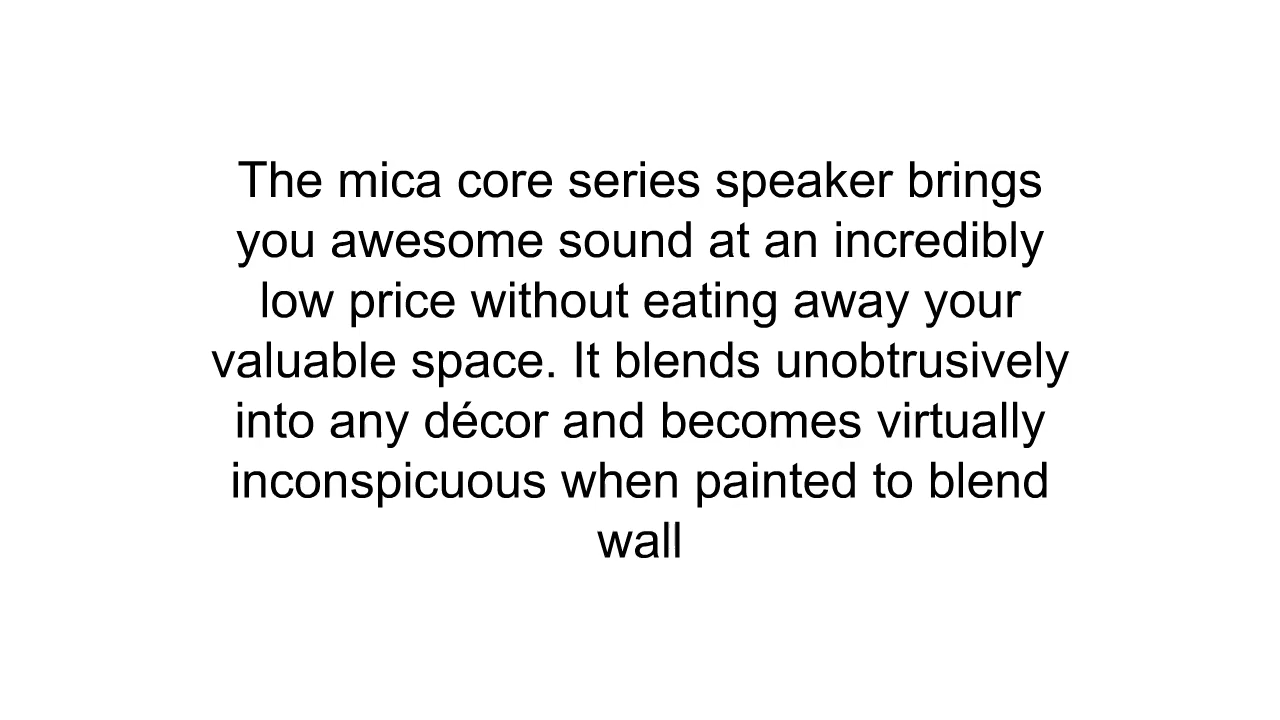 The mica core series speaker brings
you awesome sound at an incredibly
low price without eating away your
valuable space. It blends unobtrusively
into any décor and becomes virtually
inconspicuous when painted to blend
wall